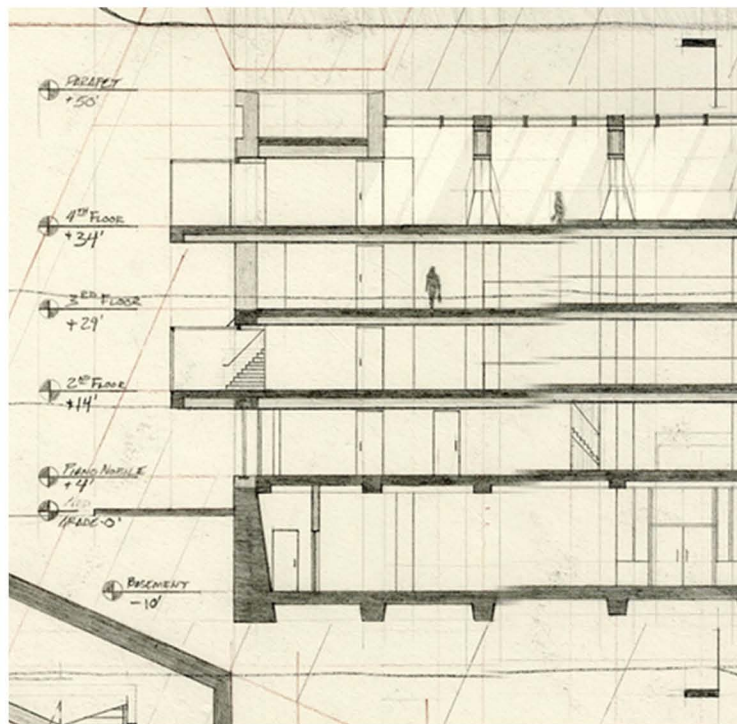 PARAPET
+50'
4TH FLOOR
+34'
3RD FLOOR
+29'
2ND FLOOR
+14'
PIANO NOBILE
+4'
GRADE-0'
BASEMENT
-10'